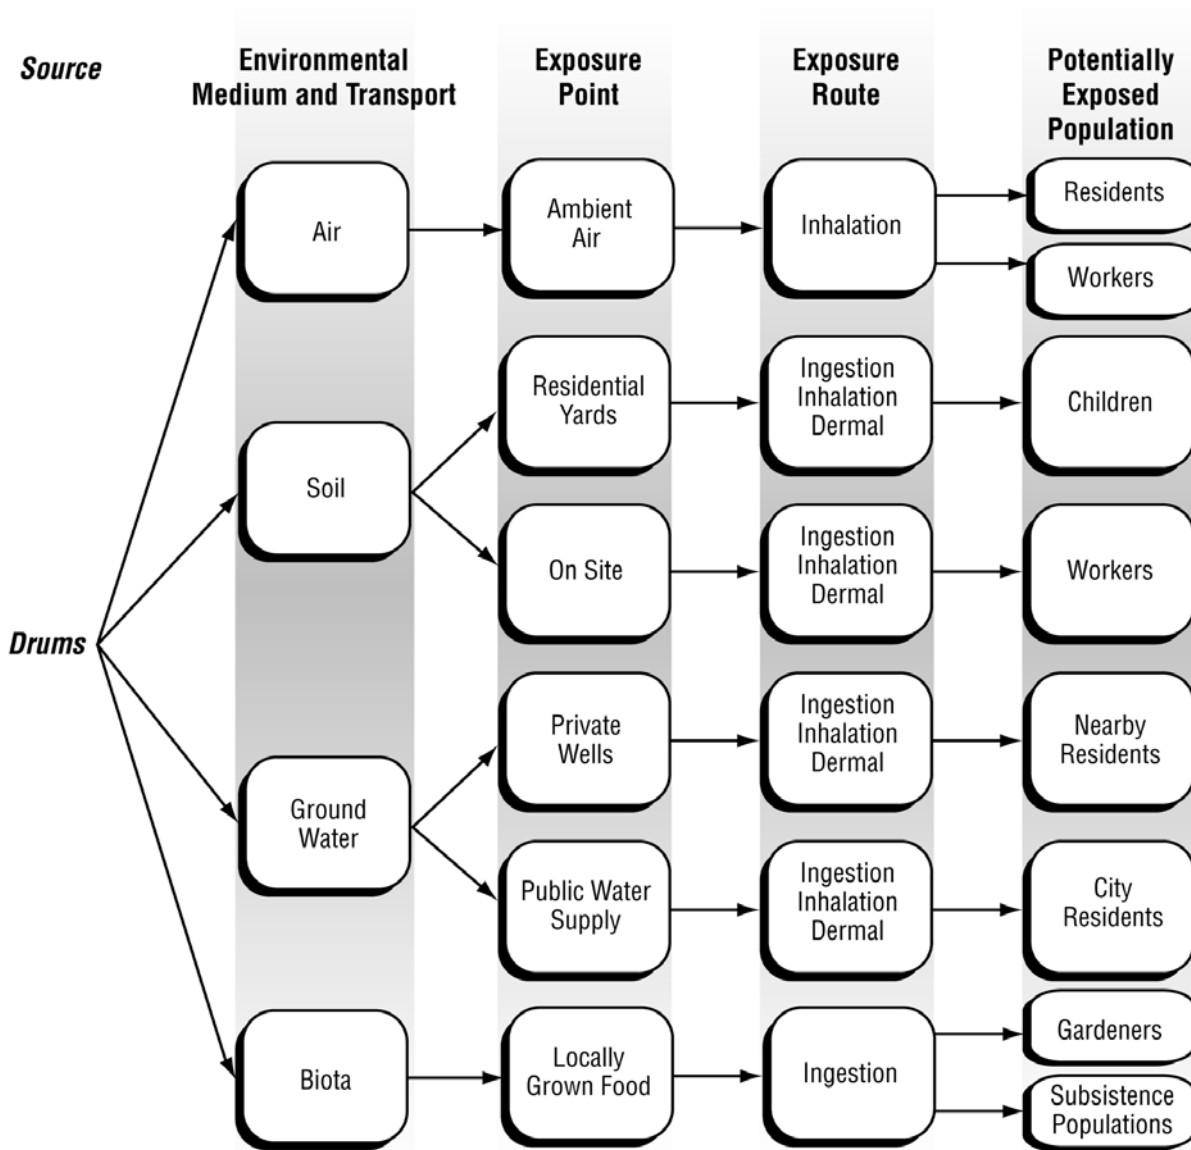 Source
Environmental
Medium and Transport
Exposure
Point
Exposure
Route
Potentially
Exposed
Population
Drums
Air
Ambient
Air
Inhalation
Residents
Workers
Soil
Residential
Yards
Ingestion
Inhalation
Dermal
Children
On Site
Ingestion
Inhalation
Dermal
Workers
Ground
Water
Private
Wells
Ingestion
Inhalation
Dermal
Nearby
Residents
Public Water
Supply
Ingestion
Inhalation
Dermal
City
Residents
Biota
Locally
Grown Food
Ingestion
Gardeners
Subsistence
Populations